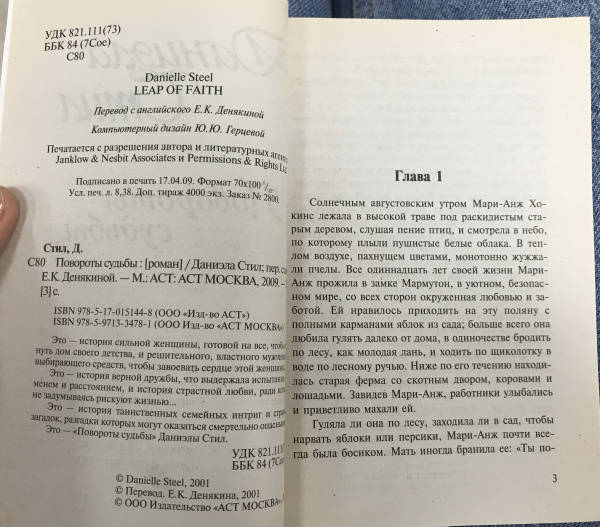 УДК 821.111(73)
ББК 84 (7Сое)
С80
Danielle Steel
LEAP OF FAITH
Перевод с английского Е.К. Денякиной
Компьютерный дизайн Ю.Ю. Герцевой
Печатается с разрешения автора и литературных агент
Janklow & Nesbit Associates и Permissions & Rights Lt
Подписано в печать 17.04.09. Формат 70х100 1/32
Усл. печ. л. 8,38. Доп. тираж 4000 экз. Заказ № 2800.
Стил, Д.
С80 Повороты судьбы : [роман] / Даниэла Стил; пер. с а
Е.К. Денякиной. — М.: АСТ: АСТ МОСКВА, 2009. –
[3] с.
ISBN 978-5-17-015144-8 (ООО «Изд-во АСТ»)
ISBN 978-5-9713-3478-1 (ООО Изд-во «АСТ МОСКВА»)
Это — история сильной женщины, готовой на все, чтоб
нуть дом своего детства, и решительного, властного мужчин
выбирающего средств, чтобы завоевать сердце этой женщины
Это — история верной дружбы, что выдержала испытани
менем и расстоянием, и история страстной любви, ради ко
не задумываясь рискуют жизнью...
Это — история таинственных семейных интриг и стра
загадок, разгадки которых могут оказаться смертельно опасным
Это — «Повороты судьбы» Даниэлы Стил.
УДК 821.111(
ББК 84 (7
© Danielle Steel, 2001
© Перевод. Е.К. Денякина, 2001
© ООО Издательство «АСТ МОСКВА»,
Глава 1
Солнечным августовским утром Мари-Анж Хо-
кинс лежала в высокой траве под раскидистым ста-
рым деревом, слушая пение птиц, и смотрела в небо,
по которому плыли пушистые белые облака. В теп-
лом воздухе, пахнущем цветами, монотонно жужжа-
ли пчелы. Все одиннадцать лет своей жизни Мари-
Анж прожила в замке Мармутон, в уютном, безопас-
ном мире, со всех сторон окруженная любовью и за-
ботой. Ей нравилось приходить на эту поляну с
полными карманами яблок из сада; больше всего она
любила гулять далеко от дома, в одиночестве бродить
по лесу, как молодая лань, и ходить по щиколотку в
воде по лесному ручью. Ниже по его течению находи-
лась старая ферма со скотным двором, коровами и
лошадьми. Завидев Мари-Анж, работники улыбались
и приветливо махали ей.
Гуляла ли она по лесу, заходила ли в сад, чтобы
нарвать яблоки или персики, Мари-Анж почти все-
гда была босиком. Мать иногда бранила ее: «Ты по-
3